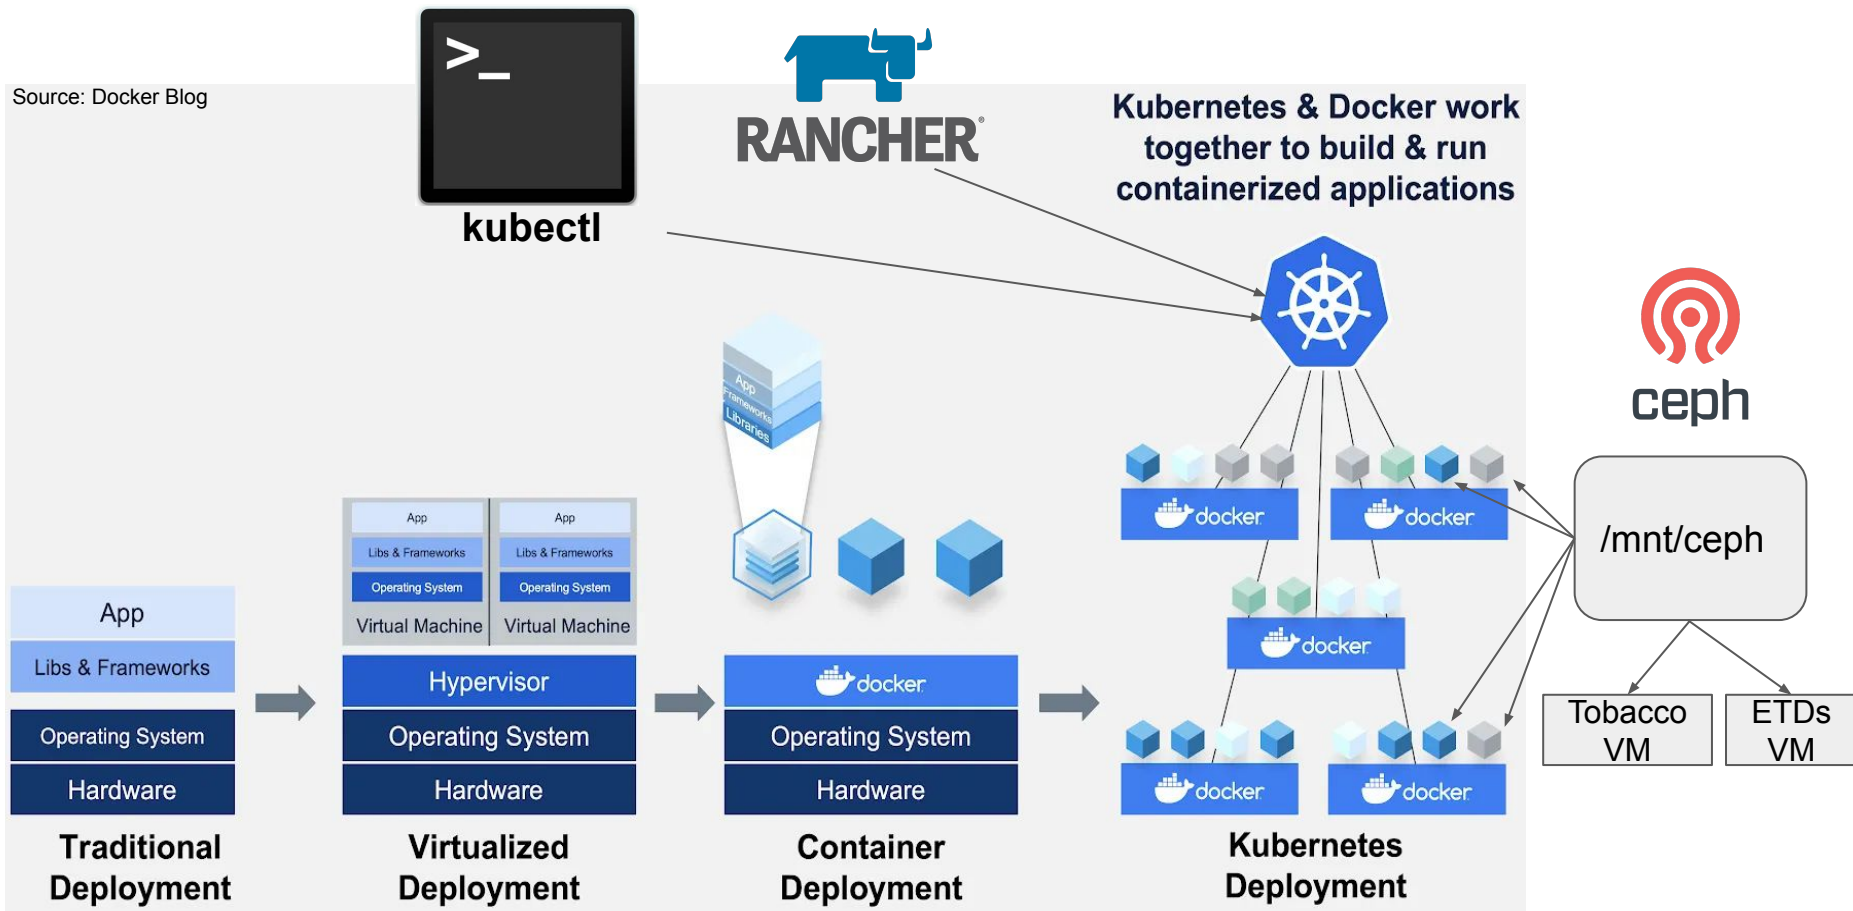 >_
kubectl
RANCHER®
Source: Docker Blog
Kubernetes & Docker work
together to build & run
containerized applications
ceph
/mnt/ceph
Tobacco
VM
ETDs
VM
App
Libs & Frameworks
Operating System
Hardware
Traditional
Deployment
App
Libs & Frameworks
Operating System
Virtual Machine
App
Libs & Frameworks
Operating System
Virtual Machine
Hypervisor
Operating System
Hardware
Virtualized
Deployment
App
Frameworks
Libraries
docker
Operating System
Hardware
Container
Deployment
docker
docker
docker
docker
docker
Kubernetes
Deployment